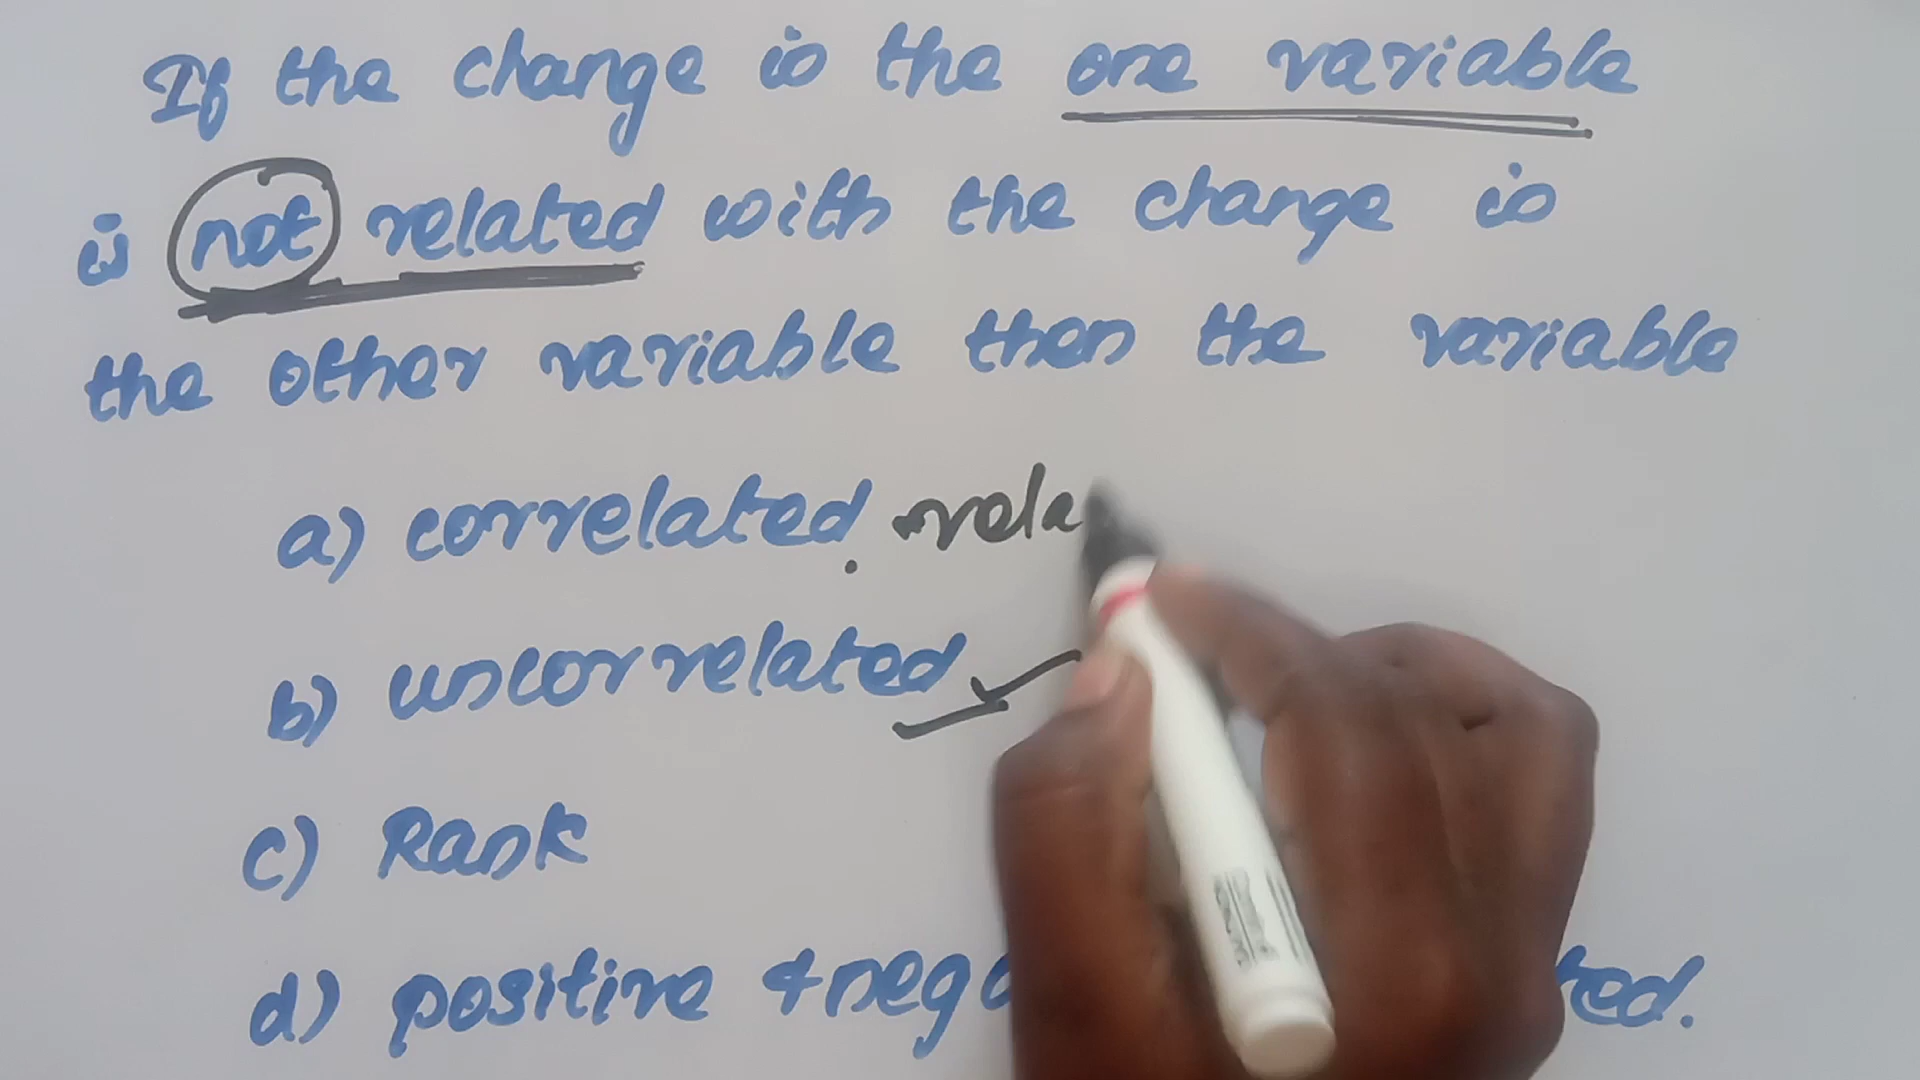 If the change is the one variable
is not related with the change is
the other variable then the variable
a) correlated. rela
b) uncorrelated
c) Rank
d) positive & neg ted.